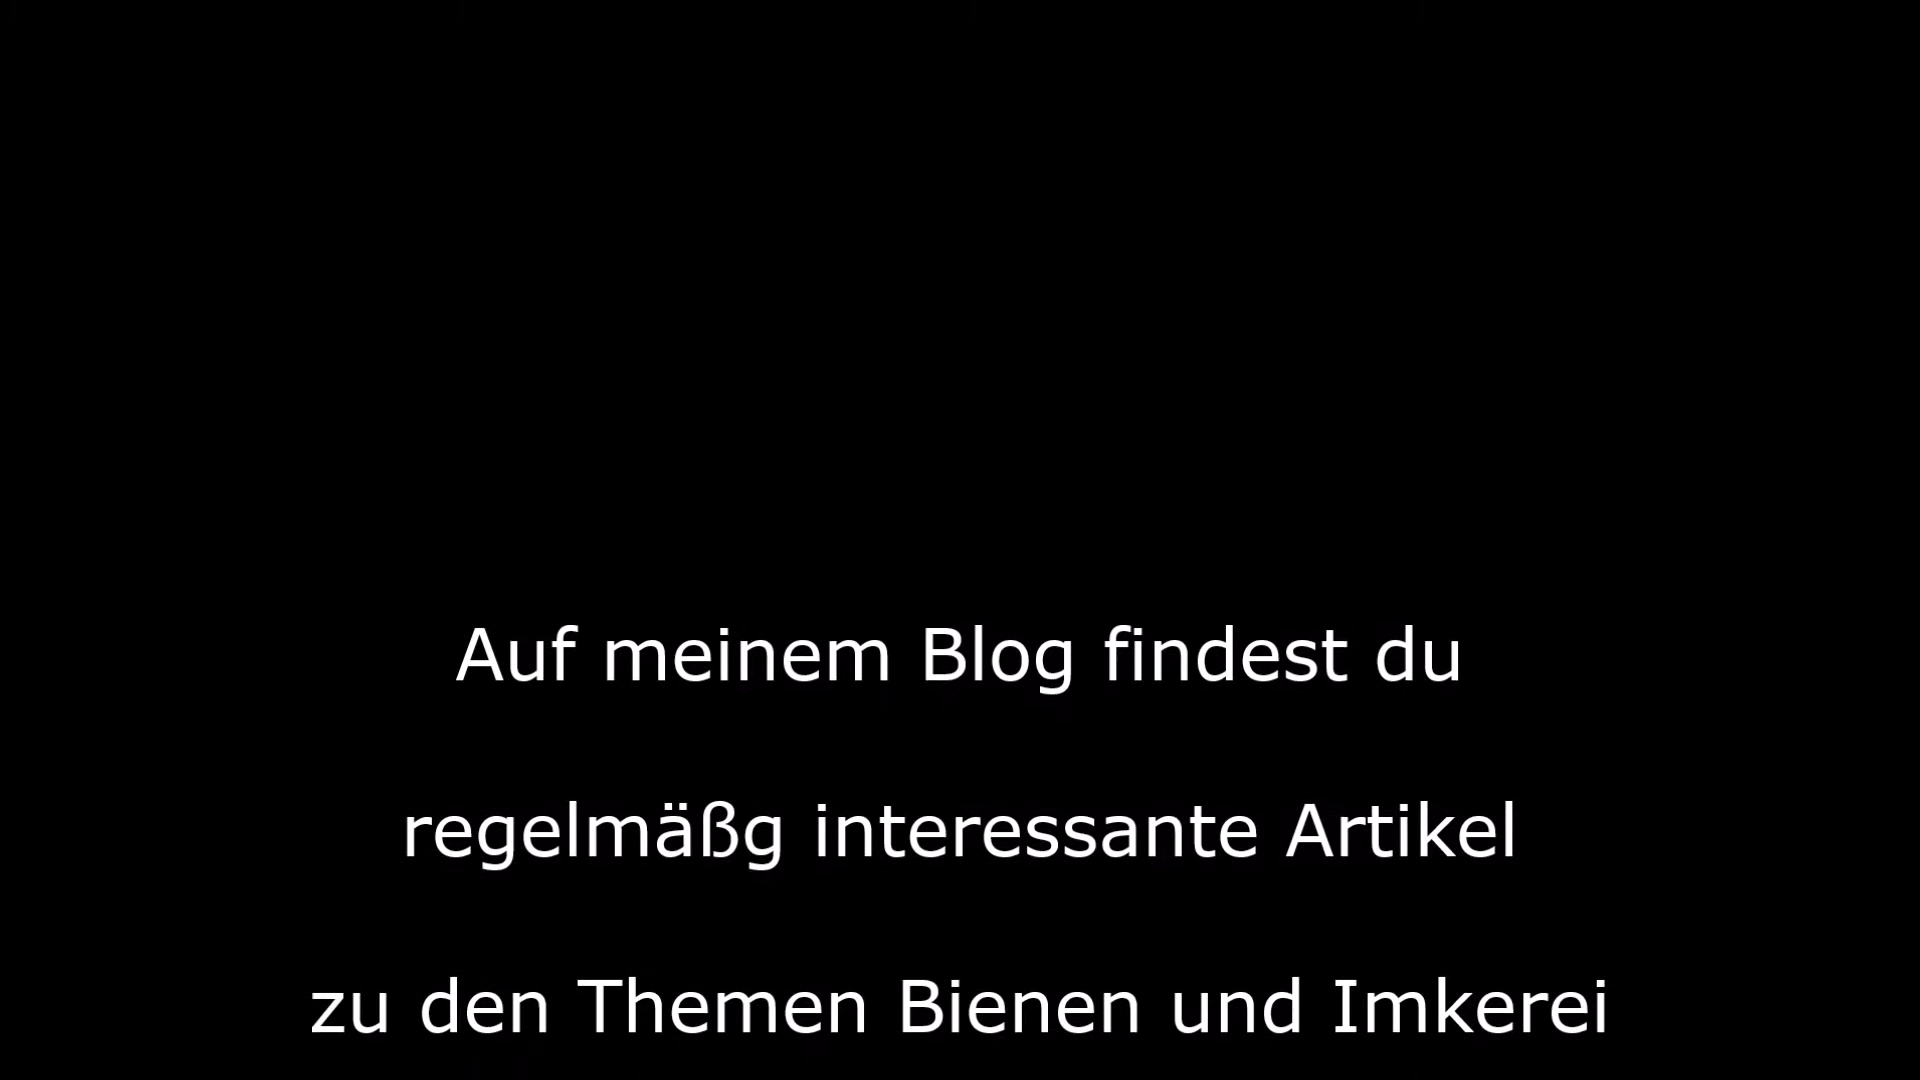 Auf meinem Blog findest du
regelmäßg interessante Artikel
zu den Themen Bienen und Imkerei